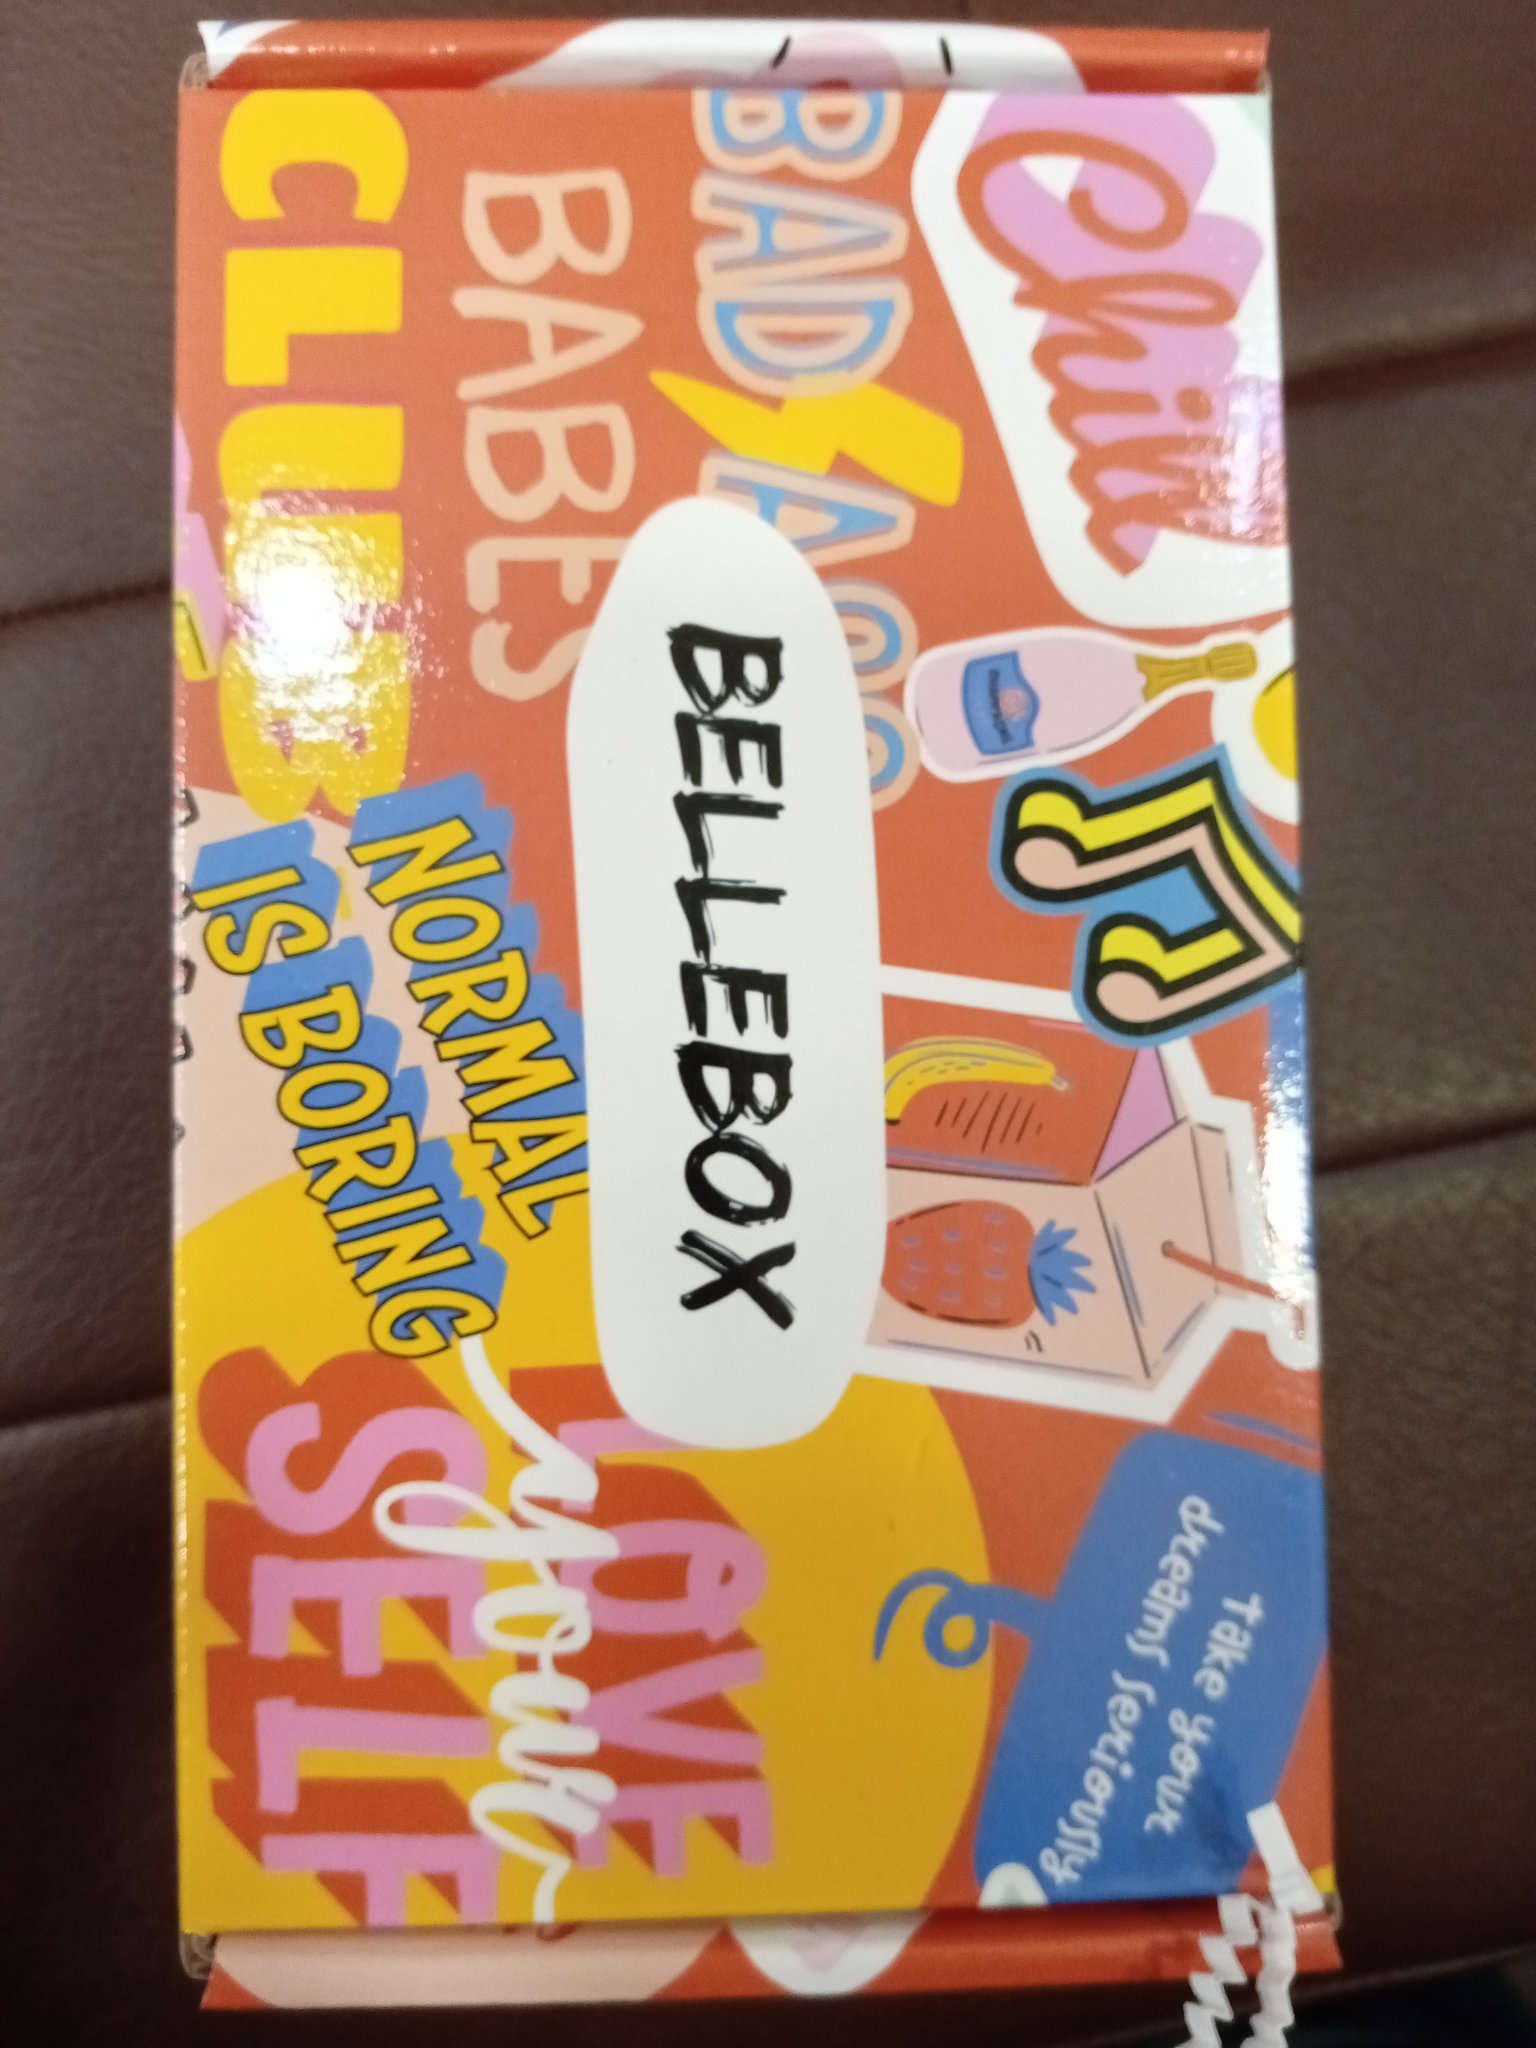 Chill
BAD ASS
BABES
CLUB
BELLEBOX
NORMAL
IS BORING
take your
dreams seriously
LOVE
your
SELF